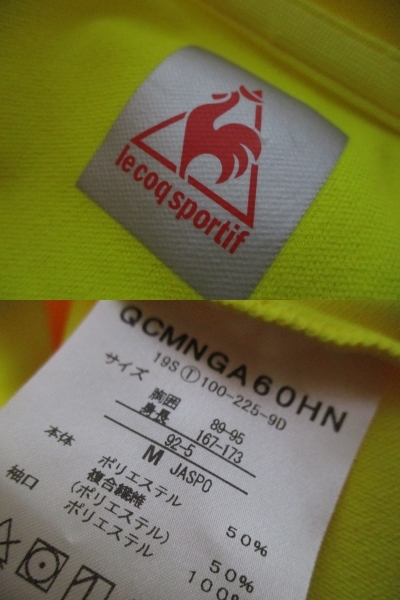 le coq sportif
QCMNGA60HN
19S Ⓣ 100-225-9D
サイズ
胸囲 89-95
身長 167-173
92-5
M JASPO
本体 ポリエステル 50%
複合繊維
(ポリエステル) 50%
袖口 ポリエステル 100%